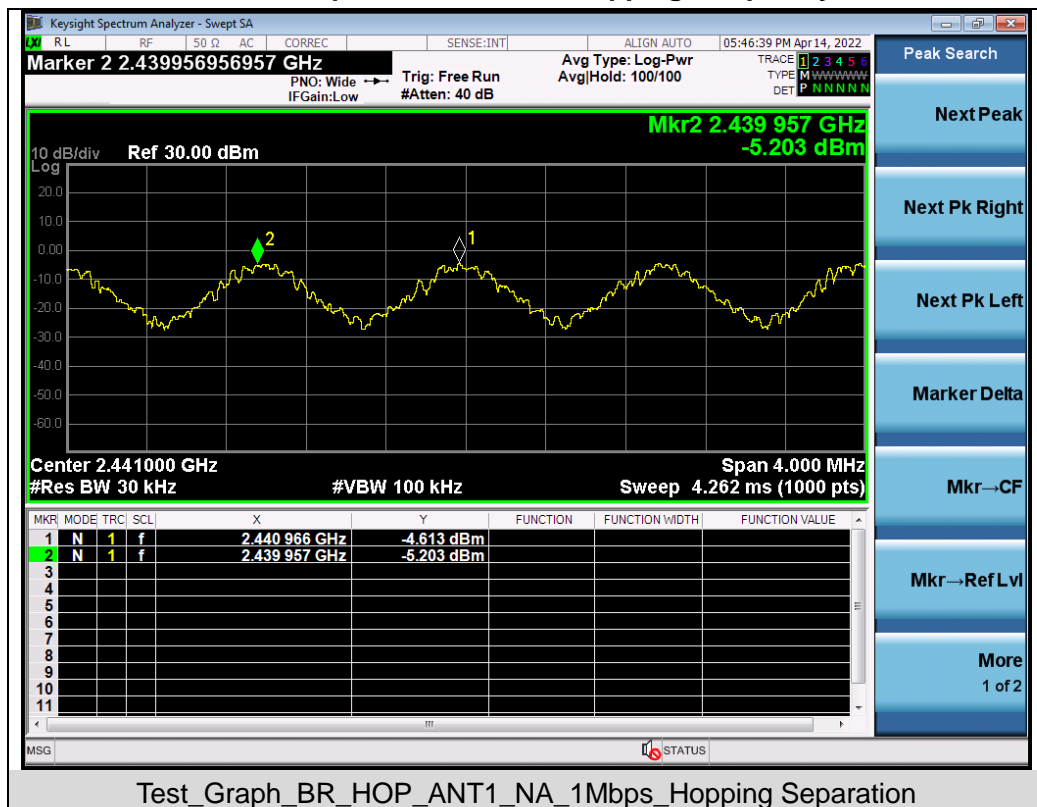 Keysight Spectrum Analyzer - Swept SA
LXI RL RF 50 Ω AC CORREC SENSE:INT ALIGN AUTO 05:46:39 PM Apr 14, 2022
Marker 2 2.439956956957 GHz
PNO: Wide
IFGain:Low
Trig: Free Run
#Atten: 40 dB
Avg Type: Log-Pwr
Avg|Hold: 100/100
TRACE 1 2 3 4 5 6
TYPE M WWWWW
DET P N N N N N
Mkr2 2.439 957 GHz
-5.203 dBm
10 dB/div Ref 30.00 dBm
Log
20.0
10.0
0.00
-10.0
-20.0
-30.0
-40.0
-50.0
-60.0
2
1
Center 2.441000 GHz Span 4.000 MHz
#Res BW 30 kHz #VBW 100 kHz Sweep 4.262 ms (1000 pts)
MKR MODE TRC SCL X Y FUNCTION FUNCTION WIDTH FUNCTION VALUE
1 N 1 f 2.440 966 GHz -4.613 dBm
2 N 1 f 2.439 957 GHz -5.203 dBm
3
4
5
6
7
8
9
10
11
MSG STATUS
Peak Search
Next Peak
Next Pk Right
Next Pk Left
Marker Delta
Mkr→CF
Mkr→Ref Lvl
More
1 of 2
Test_Graph_BR_HOP_ANT1_NA_1Mbps_Hopping Separation